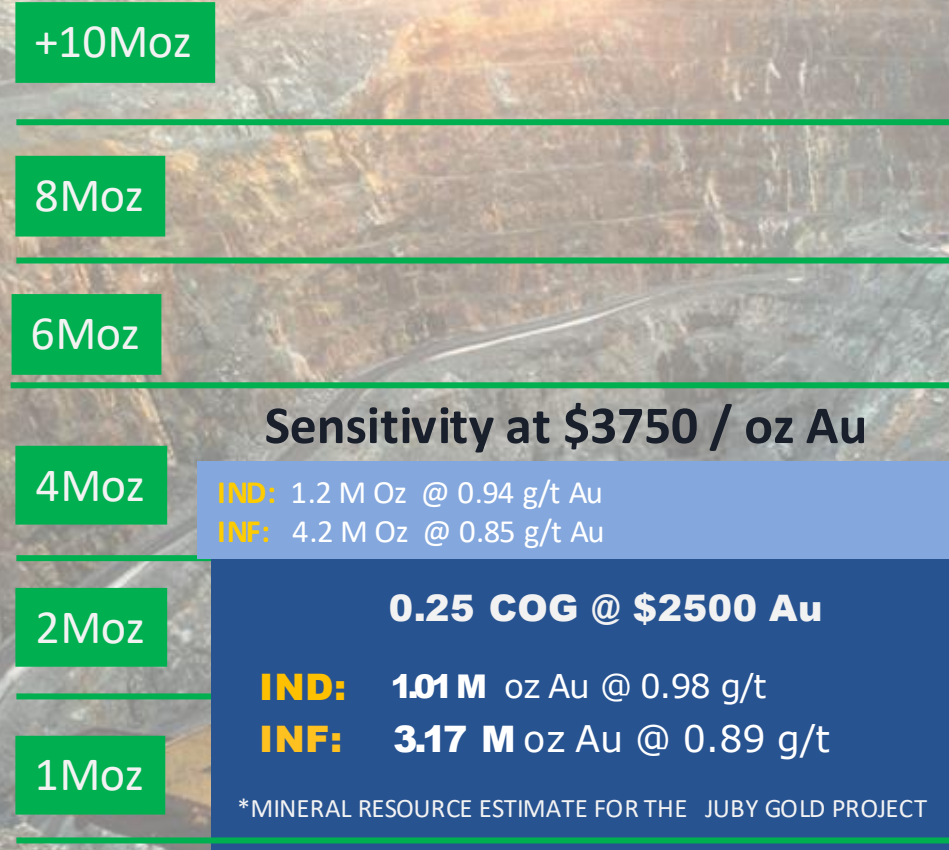 +10Moz
8Moz
6Moz
Sensitivity at $3750 / oz Au
4Moz
IND: 1.2 M Oz @ 0.94 g/t Au
INF: 4.2 M Oz @ 0.85 g/t Au
2Moz
0.25 COG @ $2500 Au
IND: 1.01 M oz Au @ 0.98 g/t
INF: 3.17 M oz Au @ 0.89 g/t
1Moz
*MINERAL RESOURCE ESTIMATE FOR THE JUBY GOLD PROJECT